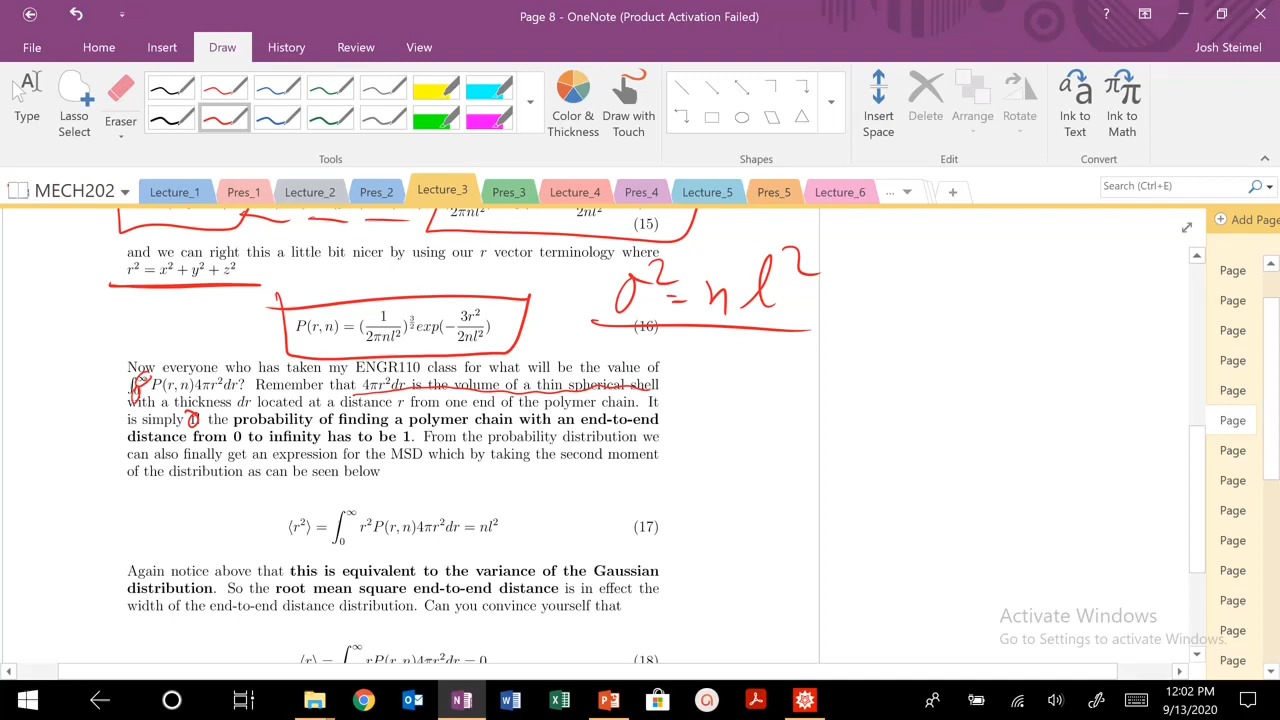 Page 8 - OneNote (Product Activation Failed)
File Home Insert Draw History Review View Josh Steimel
Type Lasso Select Eraser Color & Thickness Draw with Touch Insert Space Delete Arrange Rotate Ink to Text Ink to Math
Tools Shapes Edit Convert
MECH202 Lecture_1 Pres_1 Lecture_2 Pres_2 Lecture_3 Pres_3 Lecture_4 Pres_4 Lecture_5 Pres_5 Lecture_6 ... Search (Ctrl+E)
Add Page
2πnl² 2nl²
(15)
and we can right this a little bit nicer by using our r vector terminology where
r² = x² + y² + z²
σ² = nl²
P(r, n) = (1/2πnl²)^{3/2} exp(−3r²/2nl²) (16)
Now everyone who has taken my ENGR110 class for what will be the value of
∫^∞ P(r, n)4πr²dr? Remember that 4πr²dr is the volume of a thin spherical shell
with a thickness dr located at a distance r from one end of the polymer chain. It
is simply the probability of finding a polymer chain with an end-to-end
distance from 0 to infinity has to be 1. From the probability distribution we
can also finally get an expression for the MSD which by taking the second moment
of the distribution as can be seen below
⟨r²⟩ = ∫₀^∞ r²P(r, n)4πr²dr = nl² (17)
Again notice above that this is equivalent to the variance of the Gaussian
distribution. So the root mean square end-to-end distance is in effect the
width of the end-to-end distance distribution. Can you convince yourself that
⟨r⟩ = ∫^∞ rP(r, n)4πr²dr = 0 (18)
Page
Page
Page
Page
Page
Page
Page
Page
Page
Page
Page
Page
Page
Page
Activate Windows
Go to Settings to activate Windows.
12:02 PM
9/13/2020